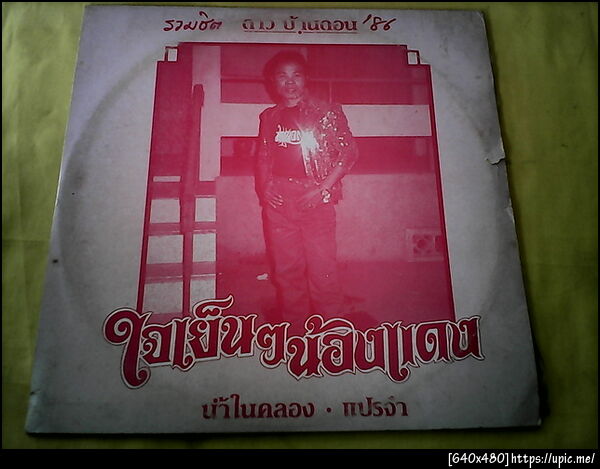 รวมฮิต ดาว บ้านดอน '86
ใจเย็นๆน้องแดง
น้ำในคลอง · แปรจำ
[640x480]https://upic.me/